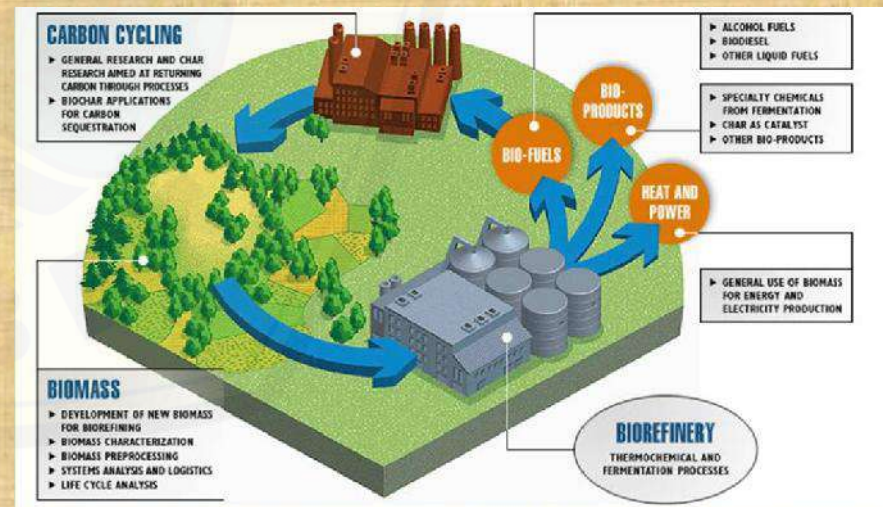 CARBON CYCLING
► GENERAL RESEARCH AND CHAR
RESEARCH AIMED AT RETURNING
CARBON THROUGH PROCESSES
► BIOCHAR APPLICATIONS
FOR CARBON
SEQUESTRATION
► ALCOHOL FUELS
► BIODIESEL
► OTHER LIQUID FUELS
BIO-
PRODUCTS
► SPECIALTY CHEMICALS
FROM FERMENTATION
► CHAR AS CATALYST
► OTHER BIO-PRODUCTS
BIO-FUELS
HEAT AND
POWER
► GENERAL USE OF BIOMASS
FOR ENERGY AND
ELECTRICITY PRODUCTION
BIOMASS
► DEVELOPMENT OF NEW BIOMASS
FOR BIOREFINING
► BIOMASS CHARACTERIZATION
► BIOMASS PREPROCESSING
► SYSTEMS ANALYSIS AND LOGISTICS
► LIFE CYCLE ANALYSIS
BIOREFINERY
THERMOCHEMICAL AND
FERMENTATION PROCESSES